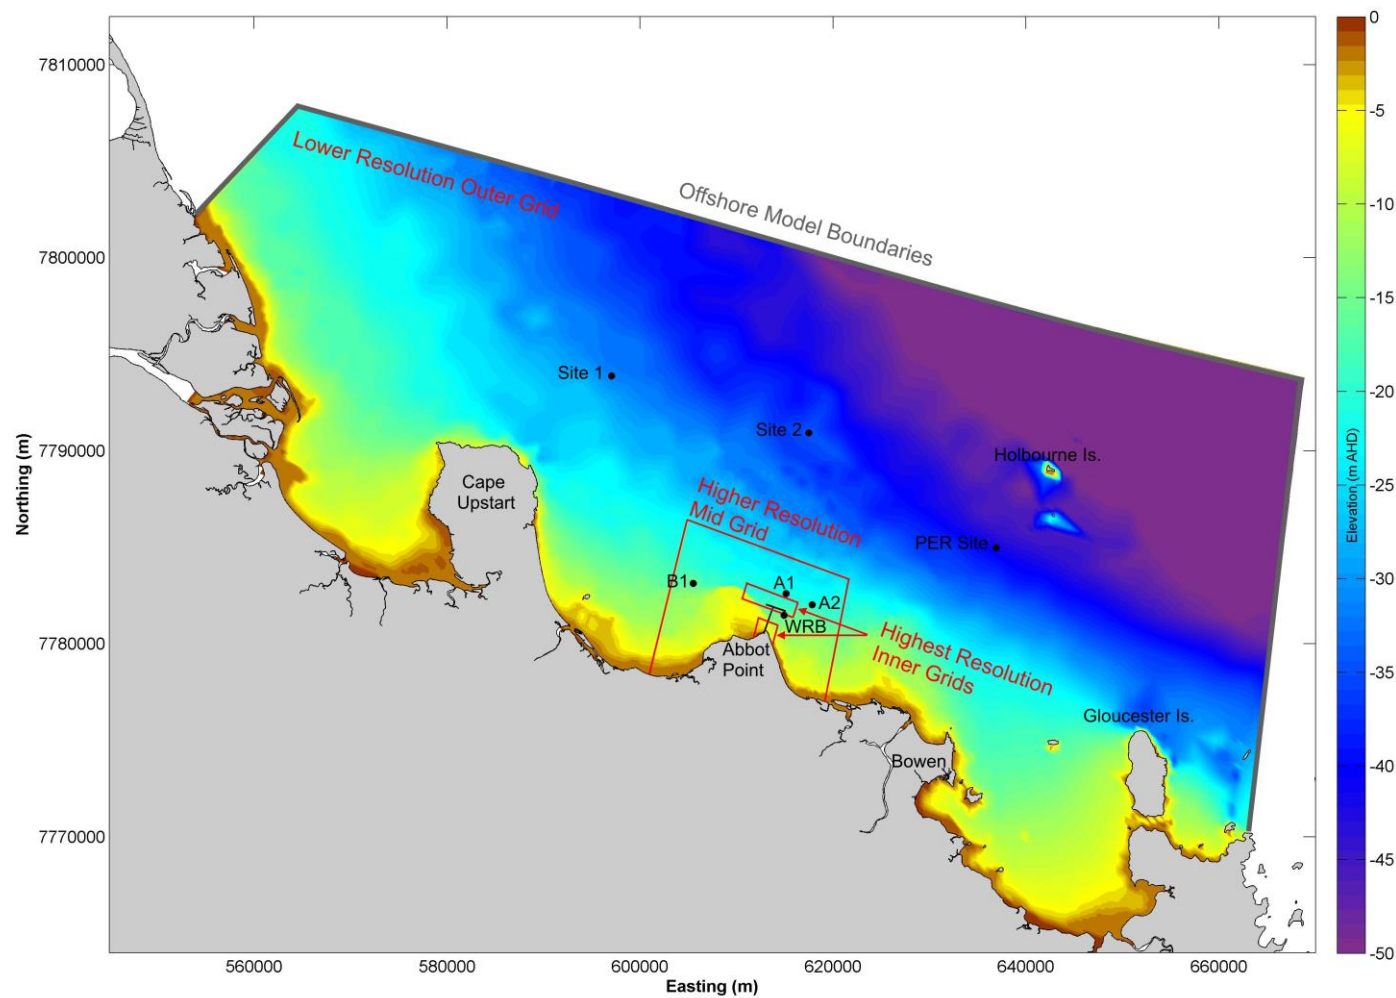 7810000
7800000
7790000
7780000
7770000
Northing (m)
560000
580000
600000
620000
640000
660000
Easting (m)
Lower Resolution Outer Grid
Offshore Model Boundaries
Site 1
Site 2
Holbourne Is.
Cape
Upstart
Higher Resolution
Mid Grid
PER Site
B1
A1
A2
WRB
Abbot
Point
Highest Resolution
Inner Grids
Gloucester Is.
Bowen
0
-5
-10
-15
-20
-25
-30
-35
-40
-45
-50
Elevation (m AHD)